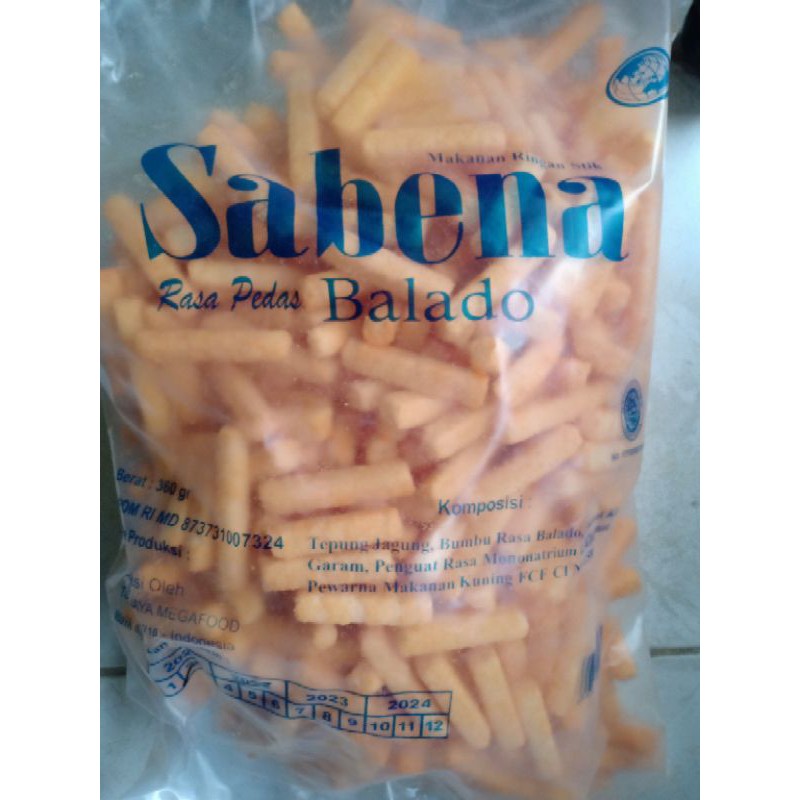 Makanan Ringan Stik
Sabena
Rasa Pedas Balado
Berat : 360 gr
POM RI MD 873731007324
Produksi :
Komposisi :
Tepung Jagung, Bumbu Rasa Balado,
Garam, Penguat Rasa Mononatrium
Pewarna Makanan Kuning FCF CI
Oleh
MEGAFOOD
Indonesia
2023 2024
4 5 6 7 8 9 10 11 12